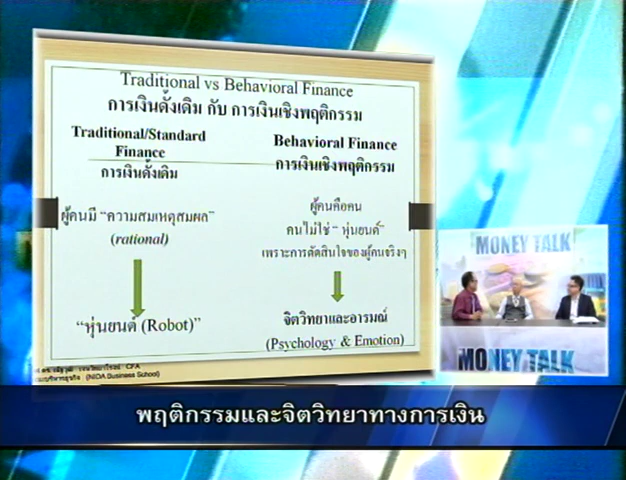 Traditional vs Behavioral Finance
การเงินดั้งเดิม กับ การเงินเชิงพฤติกรรม
Traditional/Standard
Finance
การเงินดั้งเดิม
ผู้คนมี “ความสมเหตุสมผล”
(rational)
“หุ่นยนต์ (Robot)”
Behavioral Finance
การเงินเชิงพฤติกรรม
ผู้คนคือคน
คนไม่ใช่ “ หุ่นยนต์”
เพราะการตัดสินใจของผู้คนจริงๆ
จิตวิทยาและอารมณ์
(Psychology & Emotion)
CFA
(NIDA Business School)
MONEY TALK
MONEY TALK
พฤติกรรมและจิตวิทยาทางการเงิน